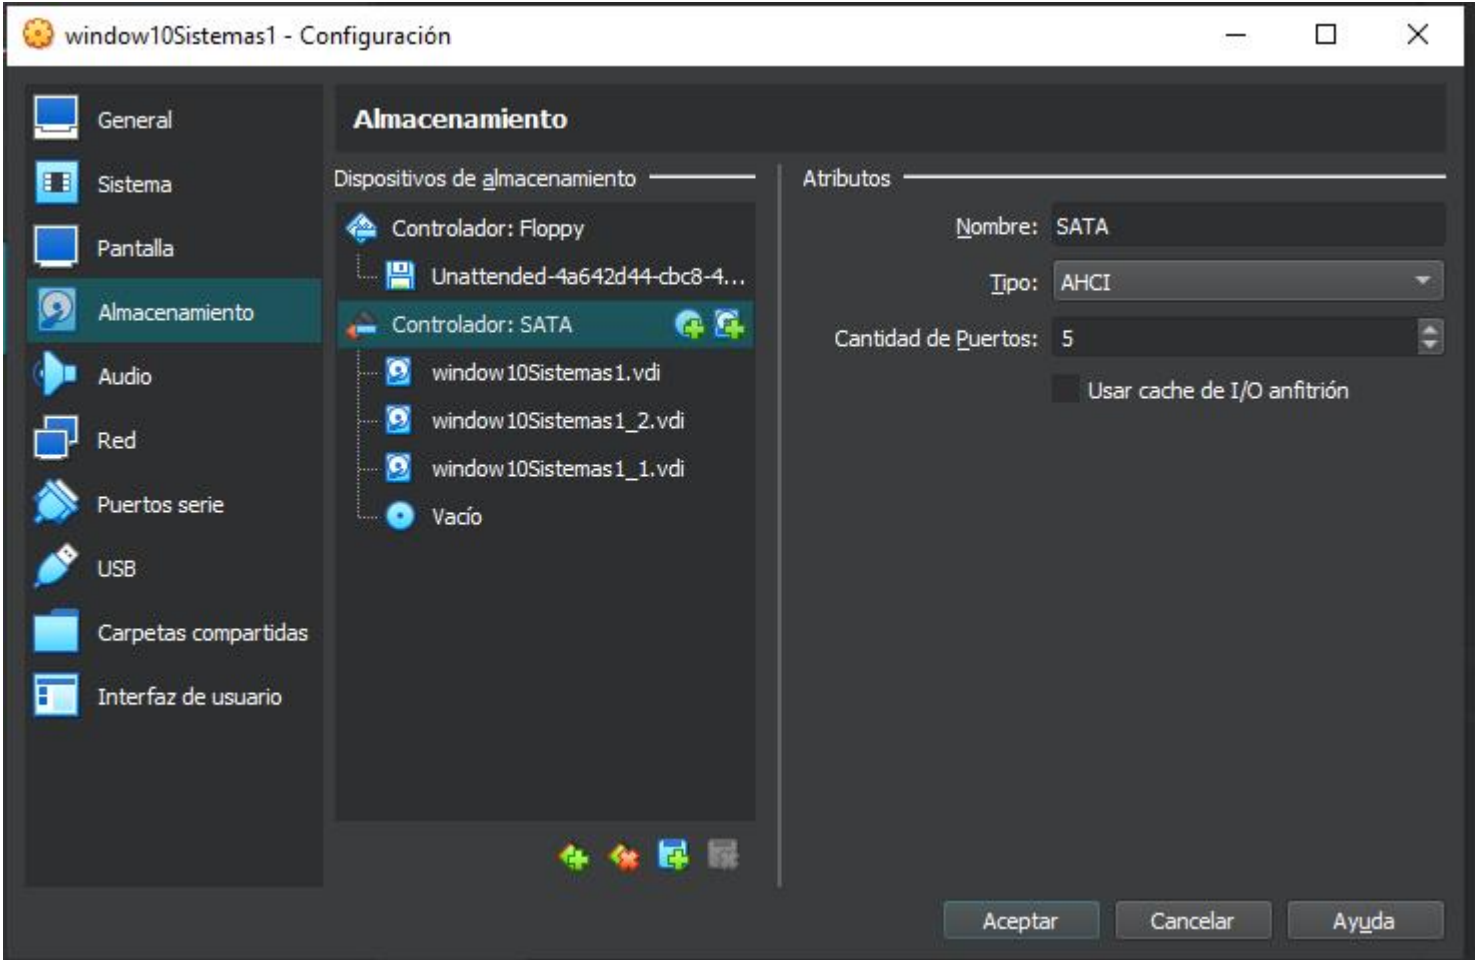 window10Sistemas1 - Configuración
General
Sistema
Pantalla
Almacenamiento
Audio
Red
Puertos serie
USB
Carpetas compartidas
Interfaz de usuario
Almacenamiento
Dispositivos de almacenamiento
Controlador: Floppy
Unattended-4a642d44-cbc8-4...
Controlador: SATA
window10Sistemas1.vdi
window10Sistemas1_2.vdi
window10Sistemas1_1.vdi
Vacío
Atributos
Nombre: SATA
Tipo: AHCI
Cantidad de Puertos: 5
Usar cache de I/O anfitrión
Aceptar Cancelar Ayuda